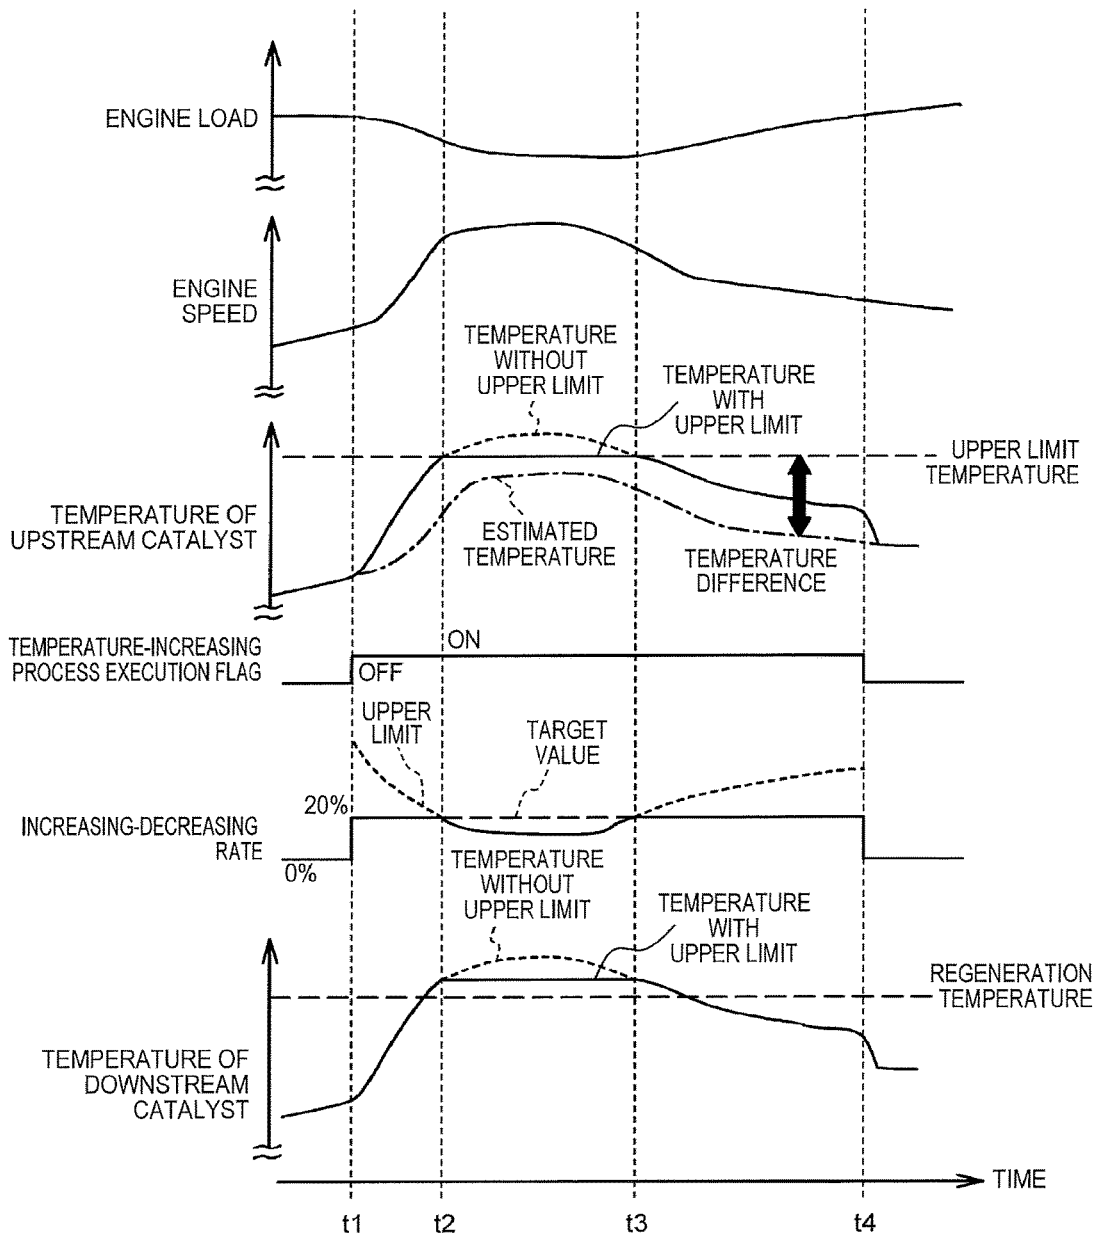 ENGINE LOAD
ENGINE
SPEED
TEMPERATURE
WITHOUT
UPPER LIMIT
TEMPERATURE
WITH
UPPER LIMIT
UPPER LIMIT
TEMPERATURE
TEMPERATURE OF
UPSTREAM CATALYST
ESTIMATED
TEMPERATURE
TEMPERATURE
DIFFERENCE
TEMPERATURE-INCREASING
PROCESS EXECUTION FLAG
ON
OFF
UPPER
LIMIT
TARGET
VALUE
20%
INCREASING-DECREASING
RATE
0%
TEMPERATURE
WITHOUT
UPPER LIMIT
TEMPERATURE
WITH
UPPER LIMIT
REGENERATION
TEMPERATURE
TEMPERATURE OF
DOWNSTREAM
CATALYST
TIME
t1 t2 t3 t4